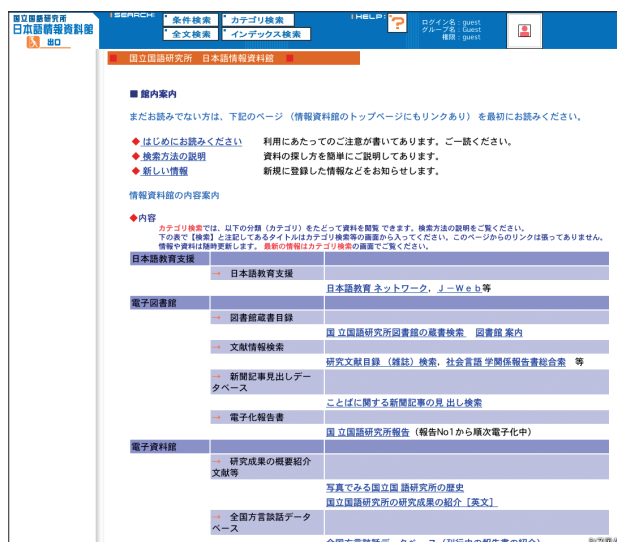 国立国語研究所
日本語情報資料館
出口
SEARCH:
条件検索
カテゴリ検索
全文検索
インデックス検索
HELP:
?
ログイン名 : guest
グループ名 : Guest
権限 : guest
国立国語研究所 日本語情報資料館
■ 館内案内
まだお読みでない方は、下記のページ (情報資料館のトップページにもリンクあり) を最初にお読みください。
◆ はじめにお読みください 利用にあたってのご注意が書いてあります。ご一読ください。
◆ 検索方法の説明 資料の探し方を簡単にご説明してあります。
◆ 新しい情報 新規に登録した情報などをお知らせします。
情報資料館の内容案内
◆内容
カテゴリ検索では、以下の分類(カテゴリ)をたどって資料を閲覧 できます。検索方法の説明をご覧ください。
下の表で【検索】と注記してあるタイトルはカテゴリ検索等の画面から入ってください。このページからのリンクは張ってありません。
情報や資料は随時更新します。 最新の情報はカテゴリ検索の画面でご覧ください。
日本語教育支援
→ 日本語教育支援
日本語教育 ネットワーク, J-Web等
電子図書館
→ 図書館蔵書目録
国 立国語研究所図書館の蔵書検索 図書館 案内
→ 文献情報検索
研究文献目録 (雑誌) 検索, 社会言語 学関係報告書総合索 等
→ 新聞記事見出しデー
タベース
ことばに関する新聞記事の見 出し検索
→ 電子化報告書
国 立国語研究所報告 (報告No1から順次電子化中)
電子資料館
→ 研究成果の概要紹介
文献等
写真でみる国立国 語研究所の歴史
国立国語研究所の研究成果の紹介 [英文]
→ 全国方言談話データ
ベース
全国方言談話データベース (刊行中の報告書の紹介)